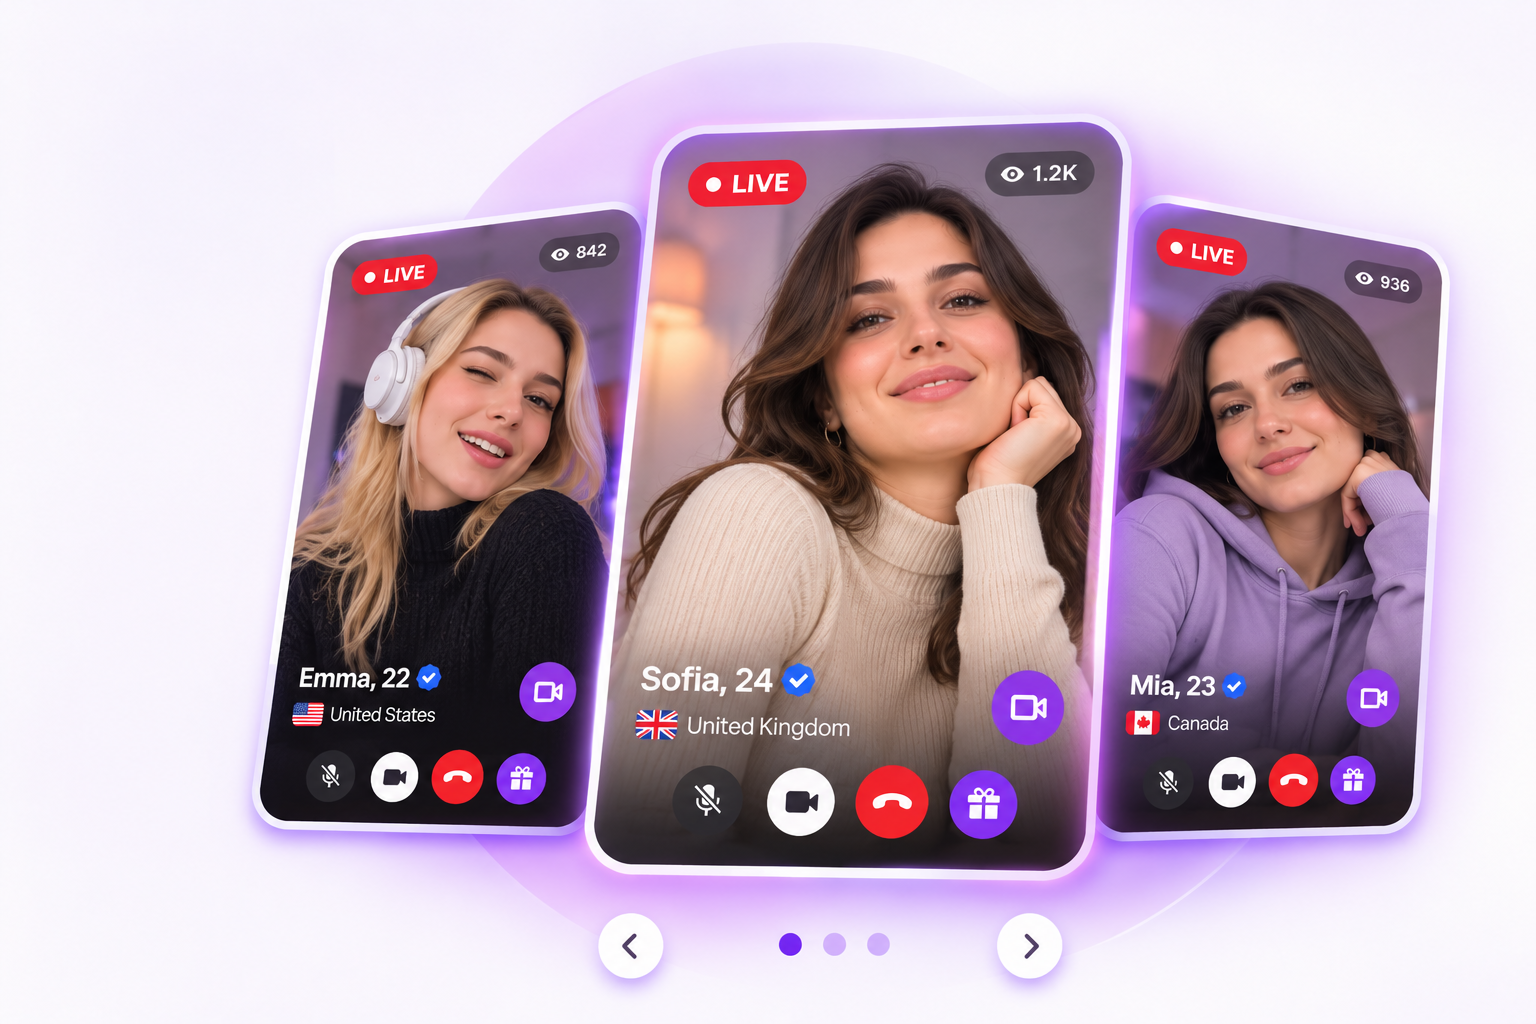 LIVE
842
Emma, 22
United States
LIVE
1.2K
Sofia, 24
United Kingdom
LIVE
936
Mia, 23
Canada